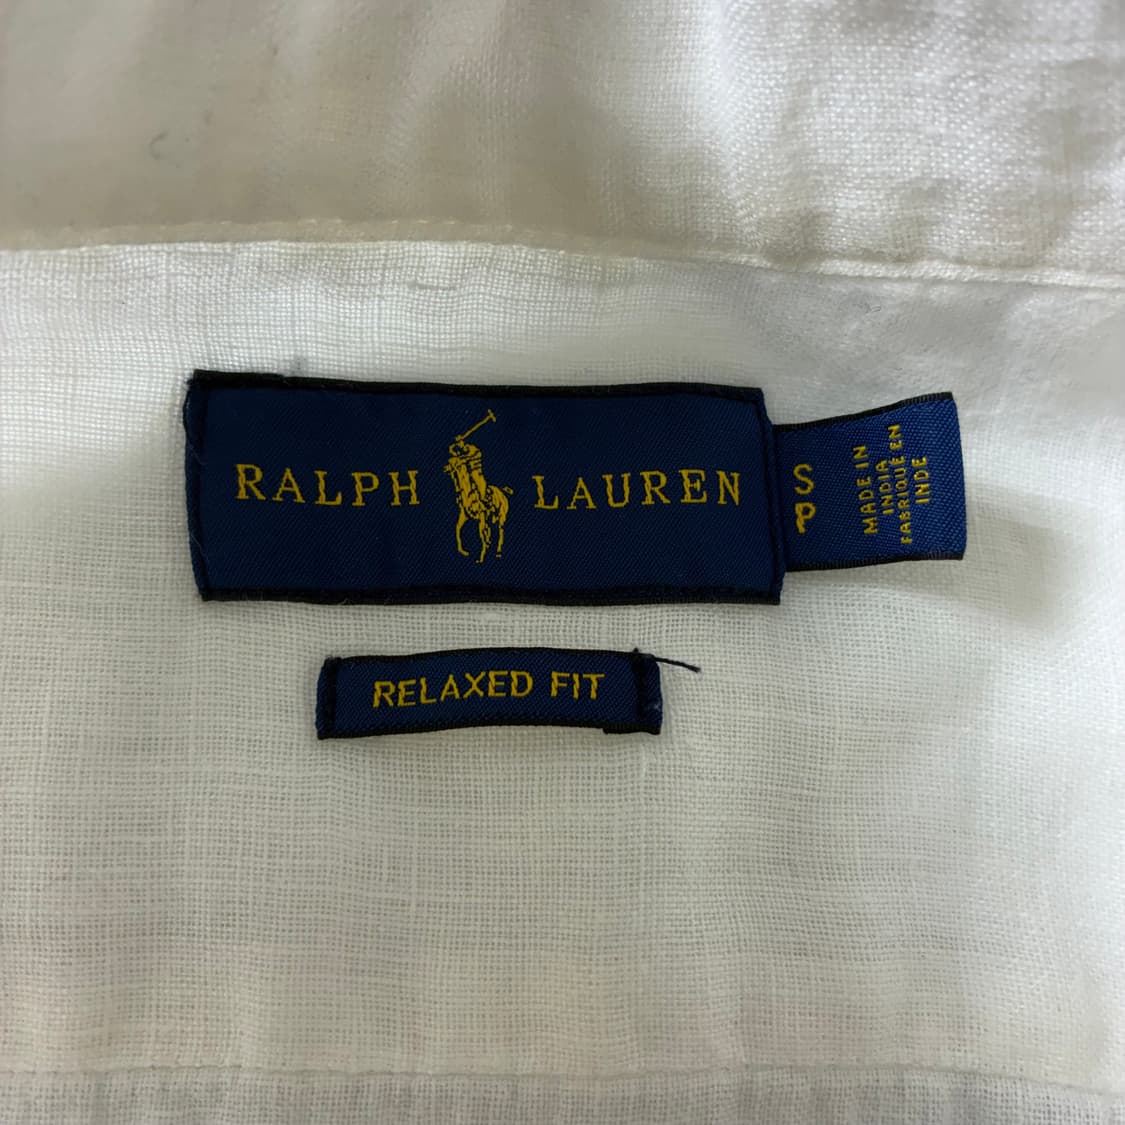 RALPH LAUREN
S
P
MADE IN
INDIA
FABRIQUÉ EN
INDE
RELAXED FIT